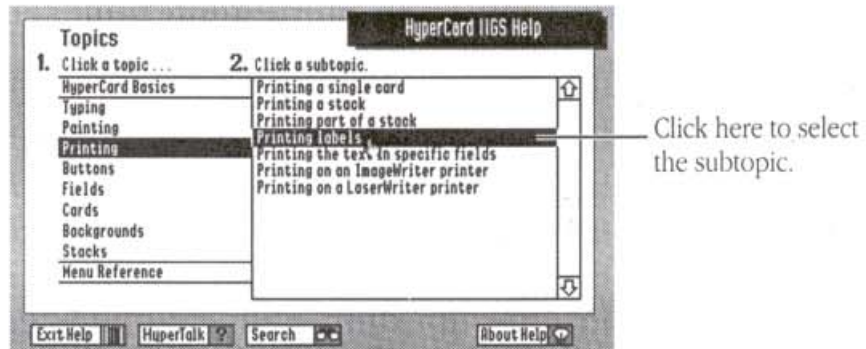 HyperCard IIGS Help
Topics
1. Click a topic ...
2. Click a subtopic.
HyperCard Basics
Typing
Painting
Printing
Buttons
Fields
Cards
Backgrounds
Stacks
Menu Reference
Printing a single card
Printing a stack
Printing part of a stack
Printing labels
Printing the text in specific fields
Printing on an ImageWriter printer
Printing on a LaserWriter printer
Click here to select
the subtopic.
Exit Help
HyperTalk ?
Search
About Help